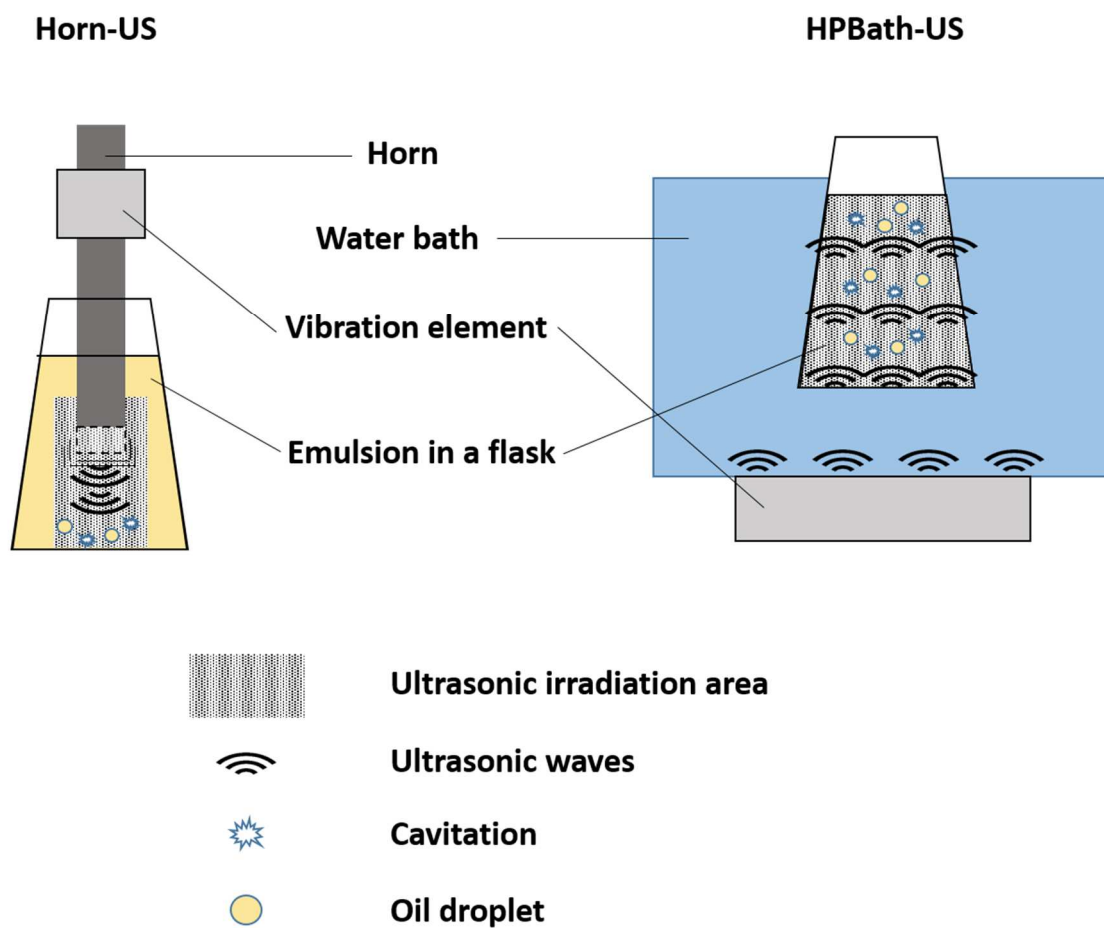 Horn-US
HPBath-US
Horn
Water bath
Vibration element
Emulsion in a flask
Ultrasonic irradiation area
Ultrasonic waves
Cavitation
Oil droplet